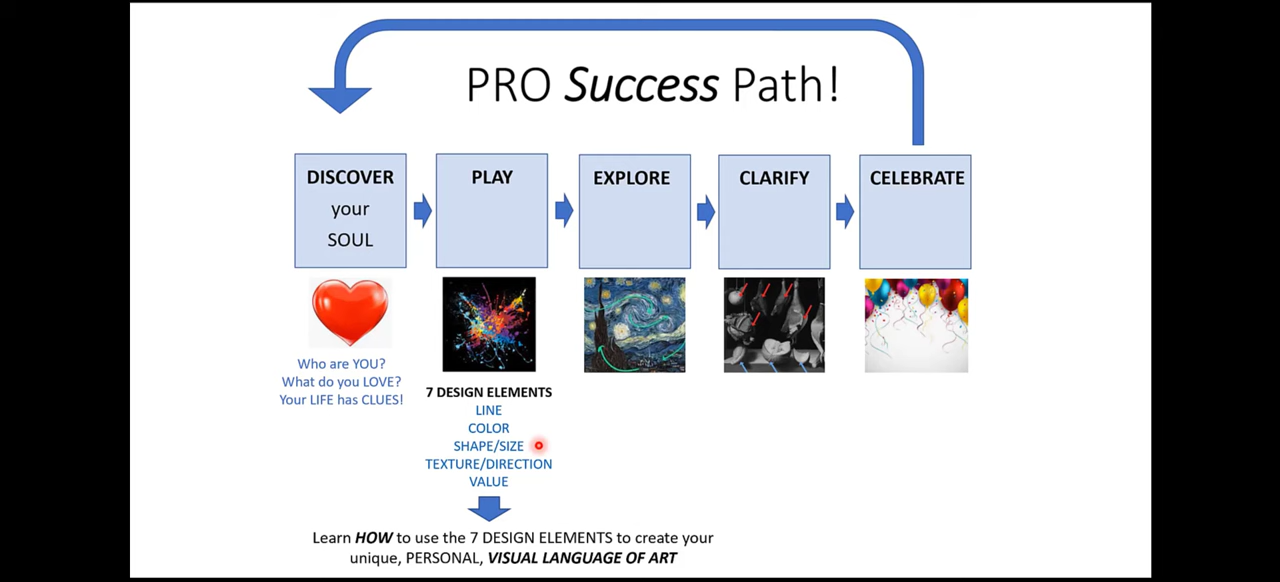 PRO Success Path!
DISCOVER
your
SOUL
PLAY
EXPLORE
CLARIFY
CELEBRATE
Who are YOU?
What do you LOVE?
Your LIFE has CLUES!
7 DESIGN ELEMENTS
LINE
COLOR
SHAPE/SIZE
TEXTURE/DIRECTION
VALUE
Learn HOW to use the 7 DESIGN ELEMENTS to create your
unique, PERSONAL, VISUAL LANGUAGE OF ART